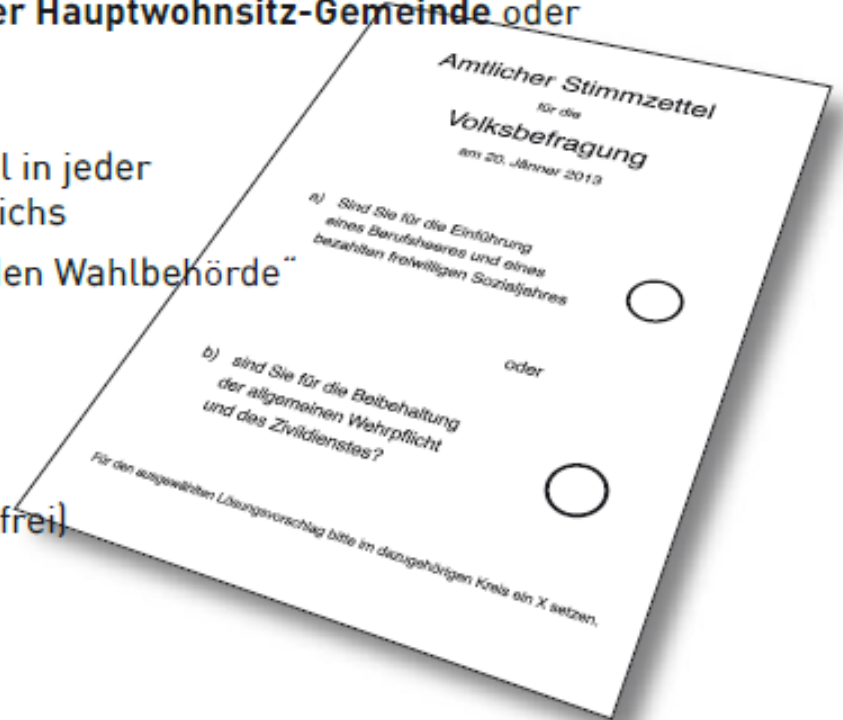 er Hauptwohnsitz-Gemeinde oder
l in jeder
ichs
den Wahlbehörde“
frei)
Amtlicher Stimmzettel
für die
Volksbefragung
am 20. Jänner 2013
a) Sind Sie für die Einführung
eines Berufsheeres und eines
bezahlten freiwilligen Sozialjahres
oder
b) sind Sie für die Beibehaltung
der allgemeinen Wehrpflicht
und des Zivildienstes?
Für den ausgewählten Lösungsvorschlag bitte im dazugehörigen Kreis ein X setzen.